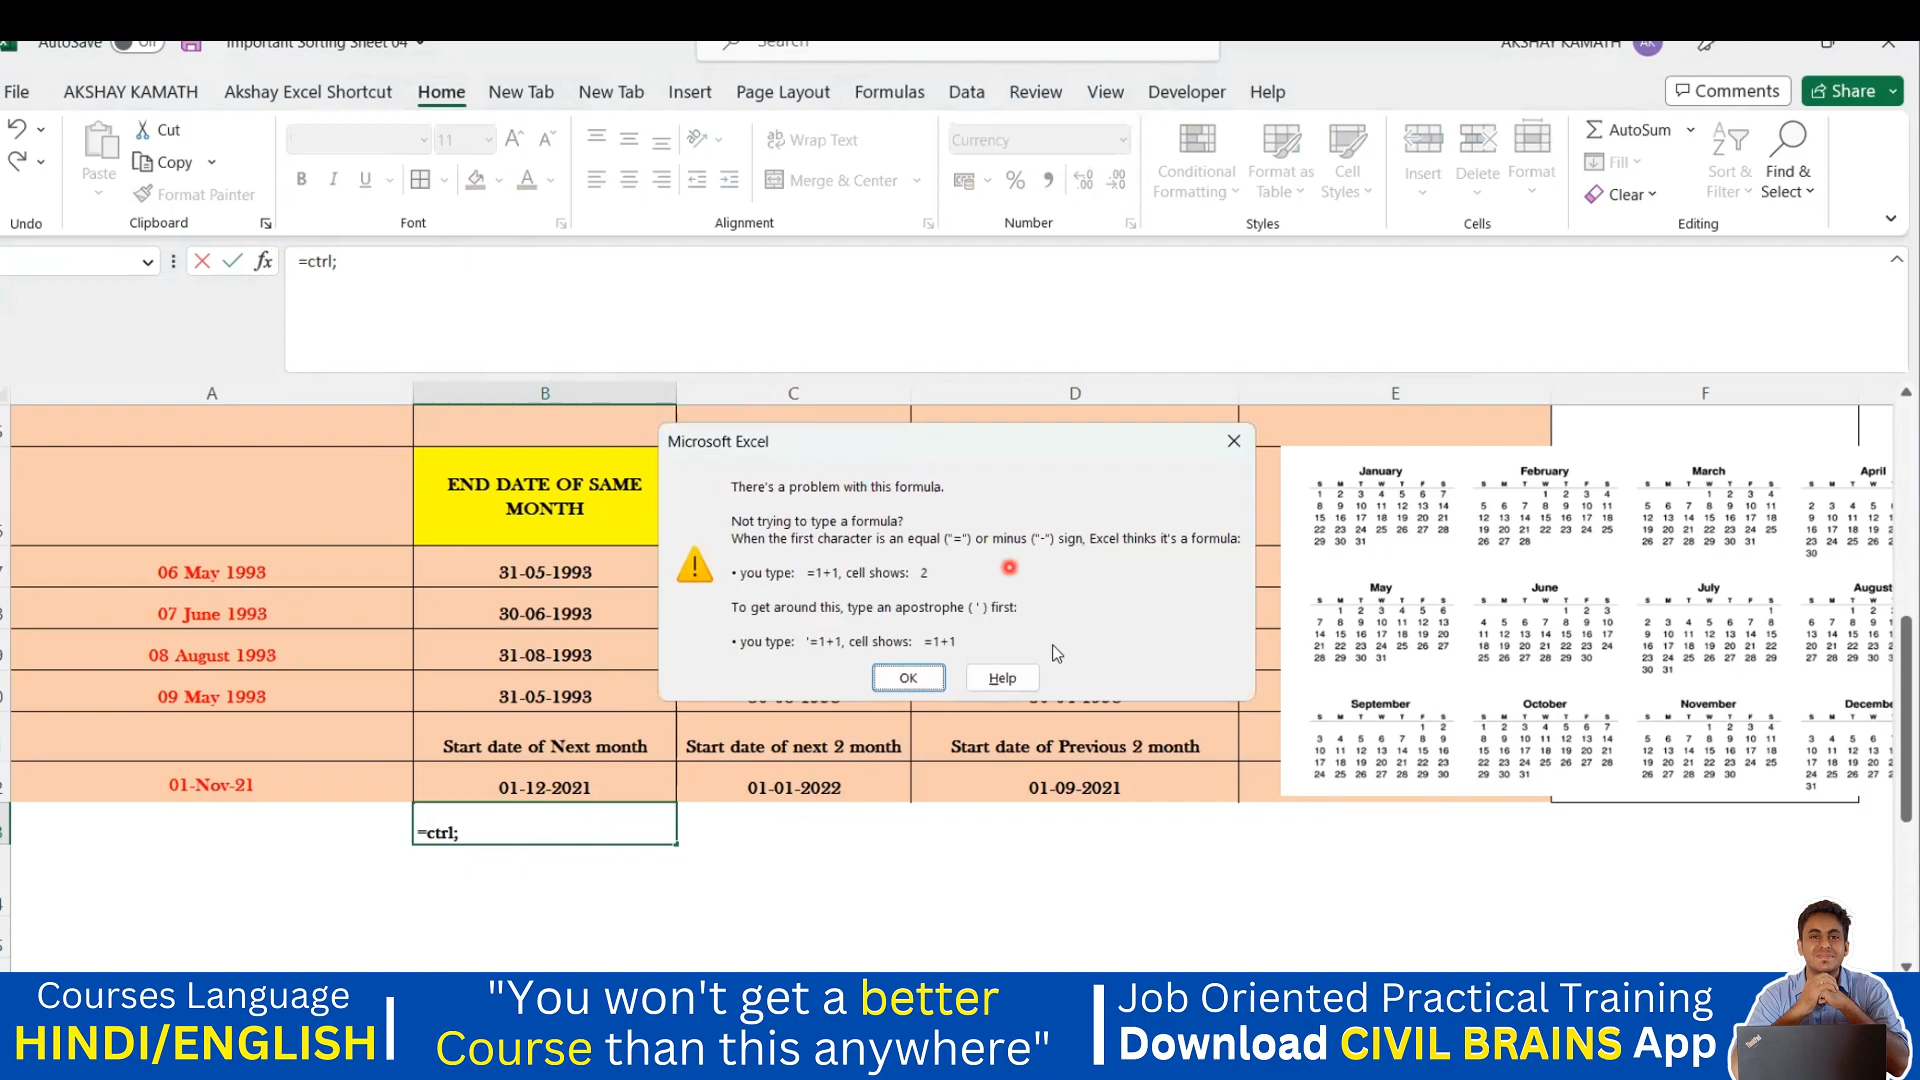 AutoSave Off Important Sorting Sheet 04 Search AKSHAY KAMATH AK
File AKSHAY KAMATH Akshay Excel Shortcut Home New Tab New Tab Insert Page Layout Formulas Data Review View Developer Help Comments Share
Cut
Copy
Format Painter
Paste
11
Wrap Text
Merge & Center
Currency
Conditional Formatting
Format as Table
Cell Styles
Insert Delete Format
AutoSum
Fill
Clear
Sort & Filter
Find & Select
Undo Clipboard Font Alignment Number Styles Cells Editing
=ctrl;
A B C D E F
END DATE OF SAME
MONTH
06 May 1993 31-05-1993
07 June 1993 30-06-1993
08 August 1993 31-08-1993
09 May 1993 31-05-1993
Start date of Next month Start date of next 2 month Start date of Previous 2 month
01-Nov-21 01-12-2021 01-01-2022 01-09-2021
=ctrl;
Microsoft Excel
There's a problem with this formula.
Not trying to type a formula?
When the first character is an equal ("=") or minus ("-") sign, Excel thinks it's a formula:
• you type: =1+1, cell shows: 2
To get around this, type an apostrophe ( ' ) first:
• you type: '=1+1, cell shows: =1+1
OK Help
January February March April
May June July August
September October November
Courses Language
HINDI/ENGLISH
"You won't get a better
Course than this anywhere"
Job Oriented Practical Training
Download CIVIL BRAINS App